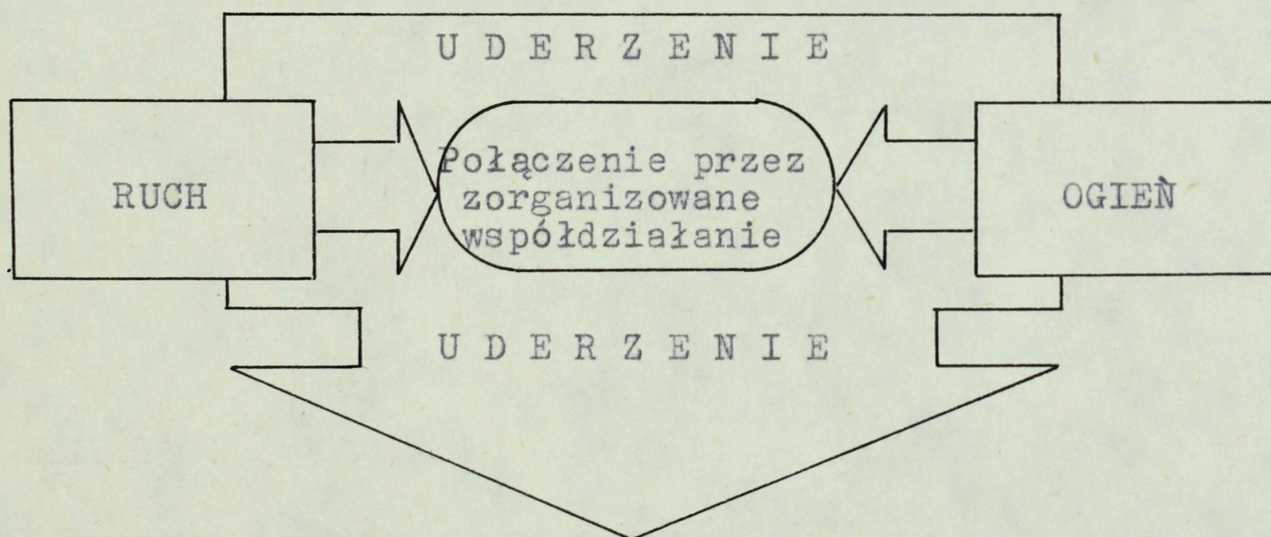 U D E R Z E N I E
RUCH
Połączenie przez
zorganizowane
współdziałanie
OGIEŃ
U D E R Z E N I E